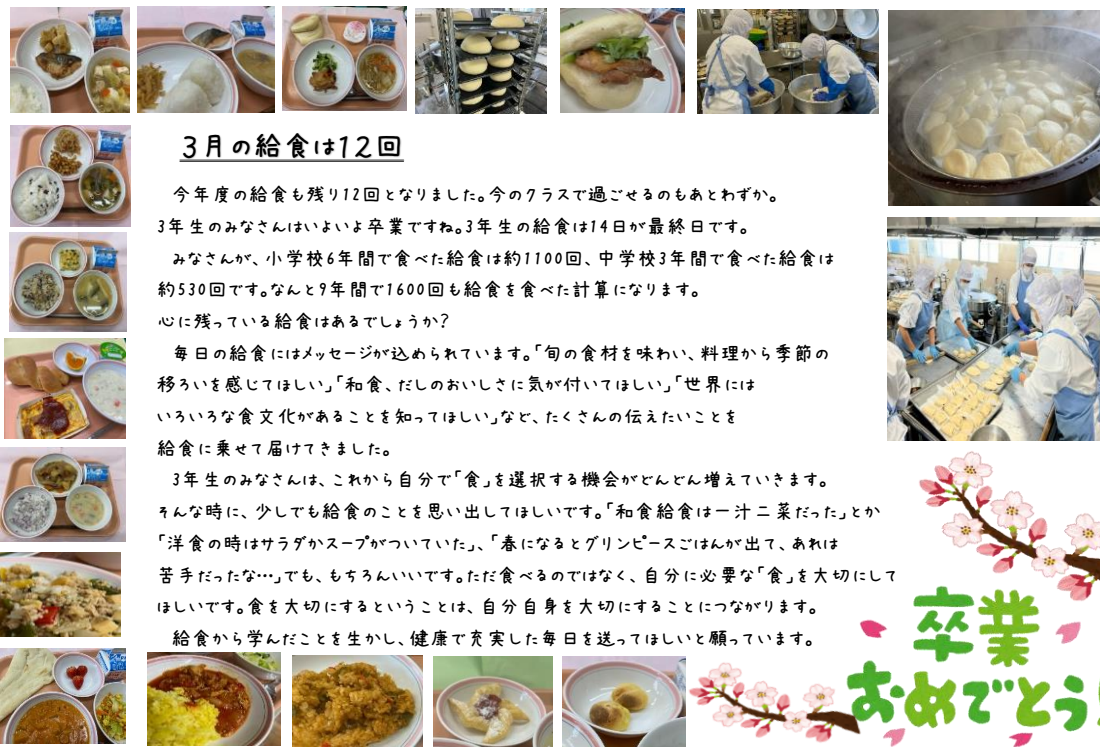 3月の給食は12回
今年度の給食も残り12回となりました。今のクラスで過ごせるのもあとわずか。
3年生のみなさんはいよいよ卒業ですね。3年生の給食は14日が最終日です。
みなさんが、小学校6年間で食べた給食は約1100回、中学校3年間で食べた給食は
約530回です。なんと9年間で1600回も給食を食べた計算になります。
心に残っている給食はあるでしょうか?
毎日の給食にはメッセージが込められています。「旬の食材を味わい、料理から季節の
移ろいを感じてほしい」「和食、だしのおいしさに気が付いてほしい」「世界には
いろいろな食文化があることを知ってほしい」など、たくさんの伝えたいことを
給食に乗せて届けてきました。
3年生のみなさんは、これから自分で「食」を選択する機会がどんどん増えていきます。
そんな時に、少しでも給食のことを思い出してほしいです。「和食給食は一汁二菜だった」とか
「洋食の時はサラダかスープがついていた」、「春になるとグリンピースごはんが出て、あれは
苦手だったな…」でも、もちろんいいです。ただ食べるのではなく、自分に必要な「食」を大切にして
ほしいです。食を大切にするということは、自分自身を大切にすることにつながります。
給食から学んだことを生かし、健康で充実した毎日を送ってほしいと願っています。
卒業
おめでとう!